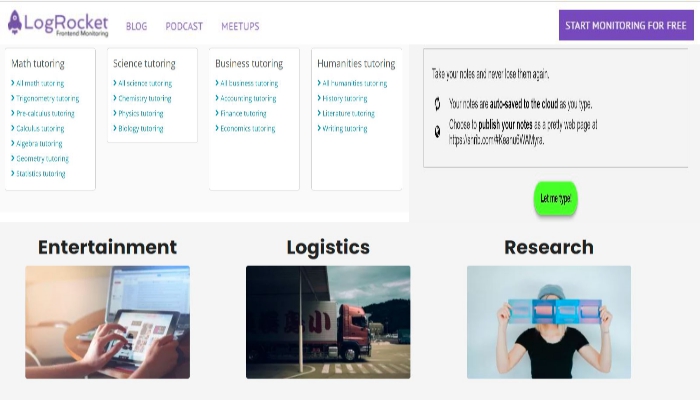 LogRocket
Frontend Monitoring
BLOG PODCAST MEETUPS
START MONITORING FOR FREE
Math tutoring
All math tutoring
Trigonometry tutoring
Pre-calculus tutoring
Calculus tutoring
Algebra tutoring
Geometry tutoring
Statistics tutoring
Science tutoring
All science tutoring
Chemistry tutoring
Physics tutoring
Biology tutoring
Business tutoring
All business tutoring
Accounting tutoring
Finance tutoring
Economics tutoring
Humanities tutoring
All humanities tutoring
History tutoring
Literature tutoring
Writing tutoring
Take your notes and never lose them again.
Your notes are auto-saved to the cloud as you type.
Choose to publish your notes as a pretty web page at
https://shrib.com/#Keanu6WAMyra.
Let me type!
Entertainment
Logistics
Research